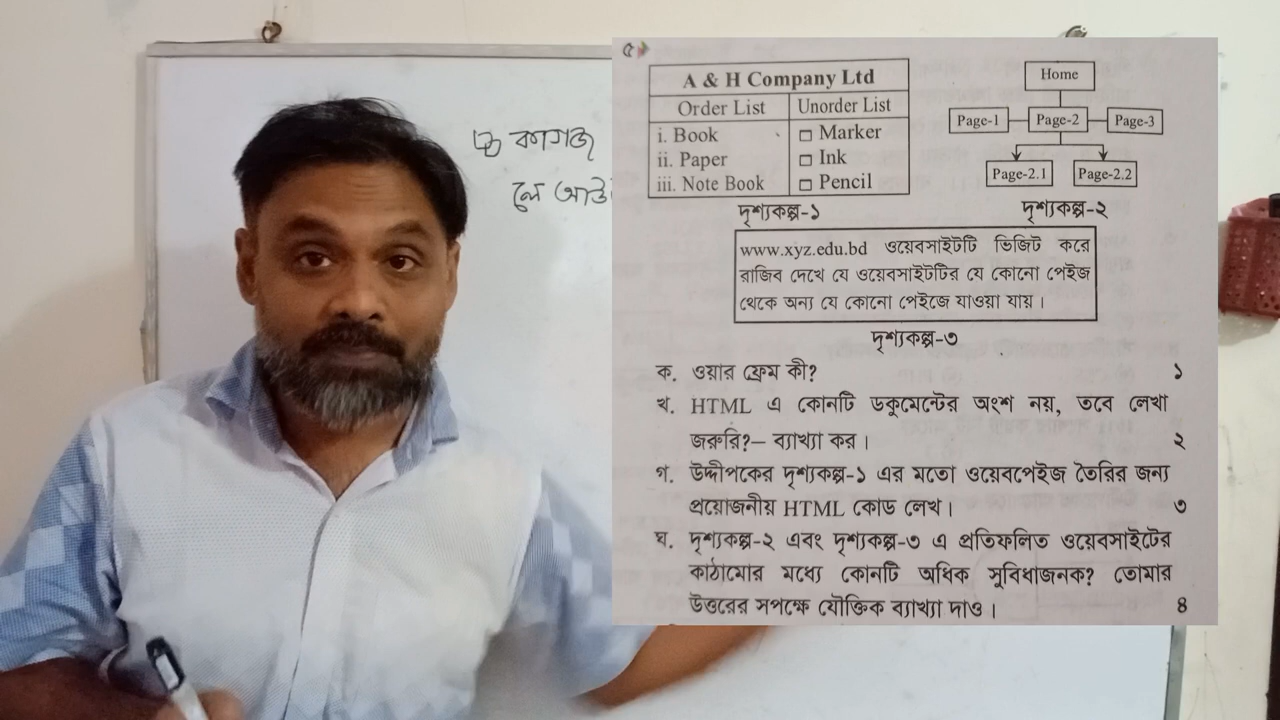 কাগজ
লে আউ
৫
A & H Company Ltd
Order List Unorder List
i. Book □ Marker
ii. Paper □ Ink
iii. Note Book □ Pencil
দৃশ্যকল্প-১
Home
Page-1 Page-2 Page-3
Page-2.1 Page-2.2
দৃশ্যকল্প-২
www.xyz.edu.bd ওয়েবসাইটটি ভিজিট করে
রাজিব দেখে যে ওয়েবসাইটটির যে কোনো পেইজ
থেকে অন্য যে কোনো পেইজে যাওয়া যায়।
দৃশ্যকল্প-৩
ক. ওয়ার ফ্রেম কী? ১
খ. HTML এ কোনটি ডকুমেন্টের অংশ নয়, তবে লেখা
জরুরি?– ব্যাখ্যা কর। ২
গ. উদ্দীপকের দৃশ্যকল্প-১ এর মতো ওয়েবপেইজ তৈরির জন্য
প্রয়োজনীয় HTML কোড লেখ। ৩
ঘ. দৃশ্যকল্প-২ এবং দৃশ্যকল্প-৩ এ প্রতিফলিত ওয়েবসাইটের
কাঠামোর মধ্যে কোনটি অধিক সুবিধাজনক? তোমার
উত্তরের সপক্ষে যৌক্তিক ব্যাখ্যা দাও। ৪